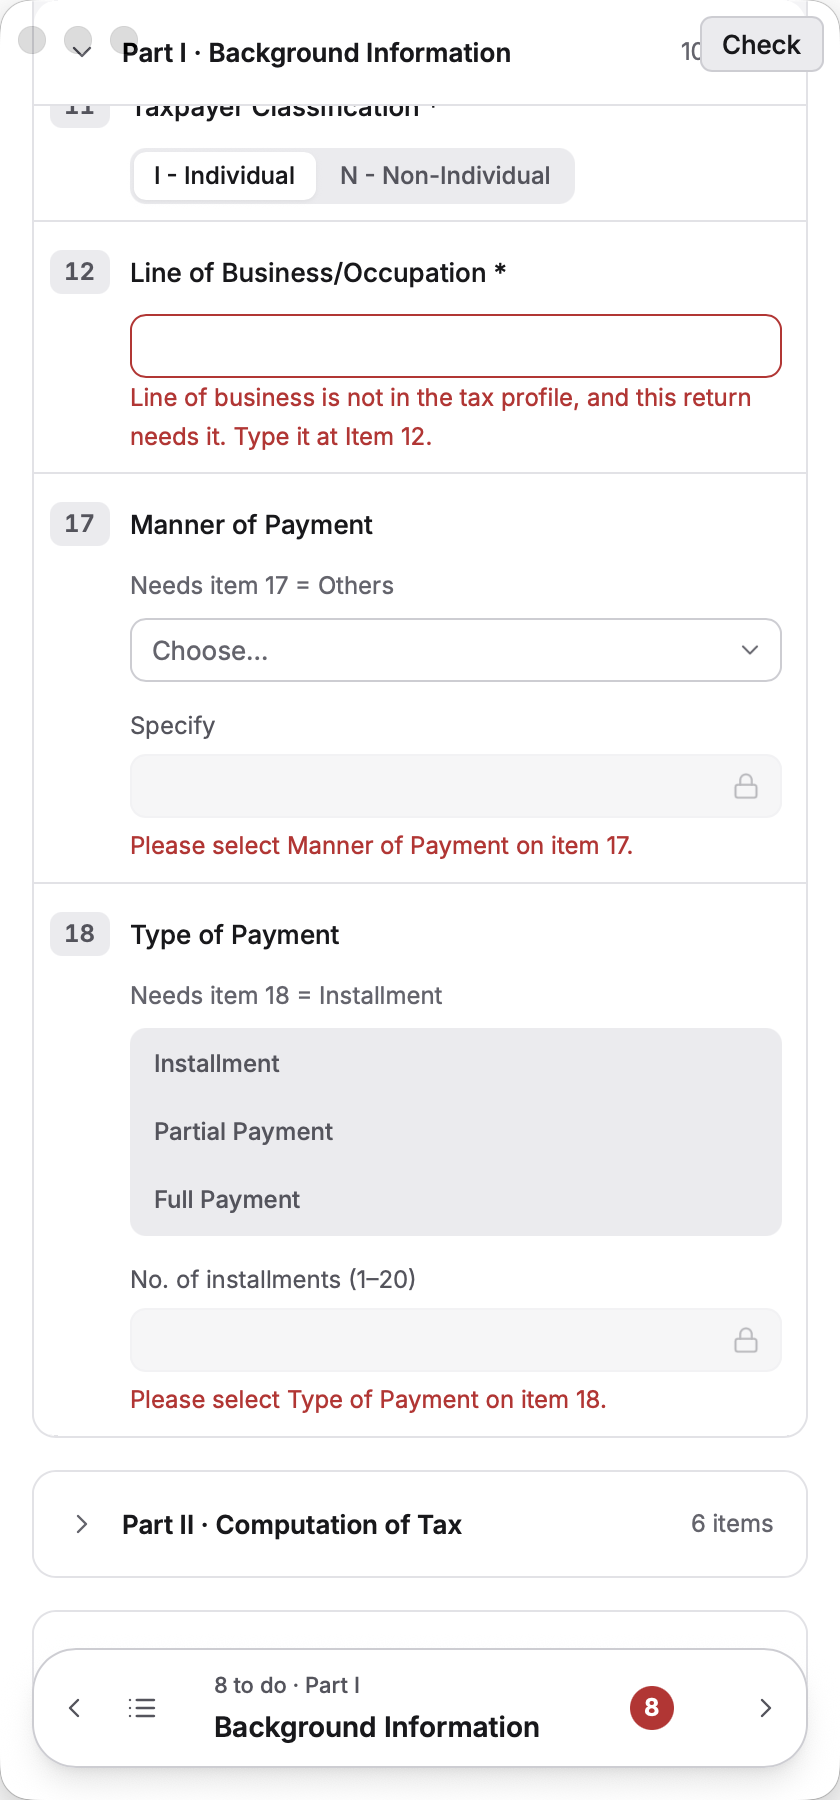 Part I · Background Information
10
Check
11
Taxpayer Classification *
I - Individual
N - Non-Individual
12
Line of Business/Occupation *
Line of business is not in the tax profile, and this return
needs it. Type it at Item 12.
17
Manner of Payment
Needs item 17 = Others
Choose...
Specify
Please select Manner of Payment on item 17.
18
Type of Payment
Needs item 18 = Installment
Installment
Partial Payment
Full Payment
No. of installments (1–20)
Please select Type of Payment on item 18.
Part II · Computation of Tax
6 items
8 to do · Part I
Background Information
8